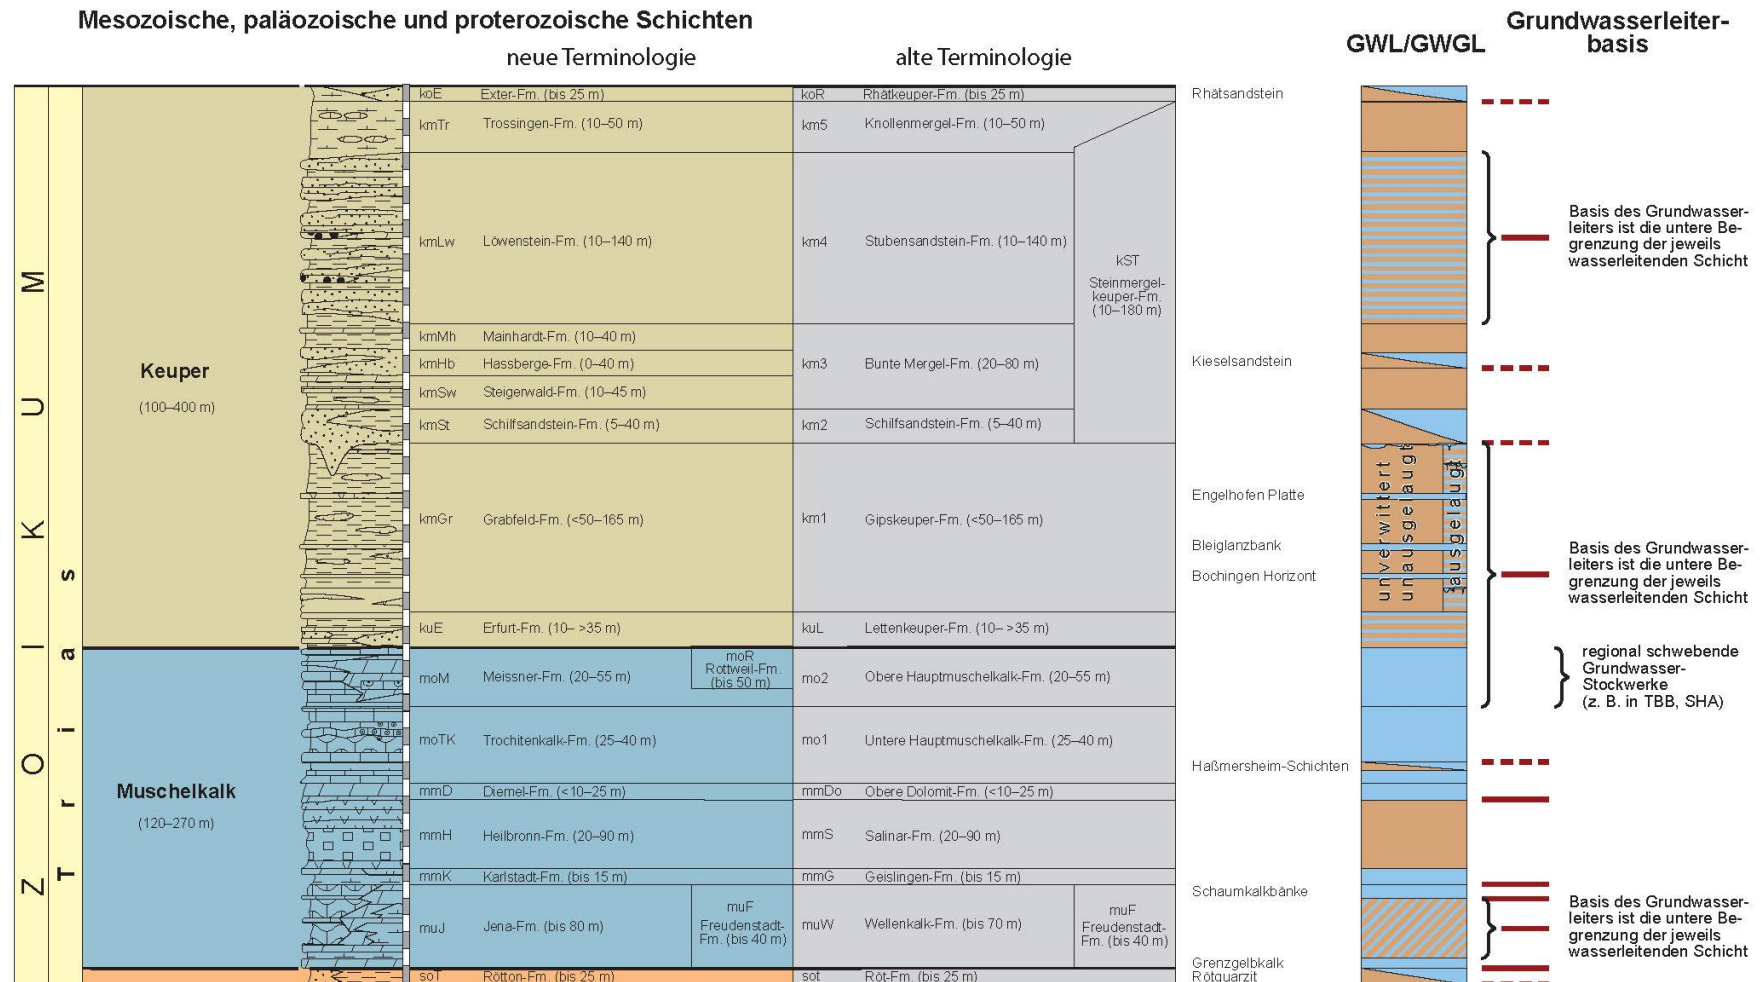 Mesozoische, paläozoische und proterozoische Schichten
neue Terminologie
alte Terminologie
GWL/GWGL
Grundwasserleiter-
basis
Z O I K U M
T r i a s
Keuper
(100–400 m)
koE Exter-Fm. (bis 25 m)
koR Rhätkeuper-Fm. (bis 25 m)
Rhätsandstein
kmTr Trossingen-Fm. (10–50 m)
km5 Knollenmergel-Fm. (10–50 m)
kmLw Löwenstein-Fm. (10–140 m)
km4 Stubensandstein-Fm. (10–140 m)
kST
Steinmergel-
keuper-Fm.
(10–180 m)
Basis des Grundwasser-
leiters ist die untere Be-
grenzung der jeweils
wasserleitenden Schicht
kmMh Mainhardt-Fm. (10–40 m)
kmHb Hassberge-Fm. (0–40 m)
km3 Bunte Mergel-Fm. (20–80 m)
Kieselsandstein
kmSw Steigerwald-Fm. (10–45 m)
kmSt Schilfsandstein-Fm. (5–40 m)
km2 Schilfsandstein-Fm. (5–40 m)
kmGr Grabfeld-Fm. (<50–165 m)
km1 Gipskeuper-Fm. (<50–165 m)
Engelhofen Platte
Bleiglanzbank
Bochingen Horizont
unverwittert
unausgelaugt
ausgelaugt
Basis des Grundwasser-
leiters ist die untere Be-
grenzung der jeweils
wasserleitenden Schicht
kuE Erfurt-Fm. (10– >35 m)
kuL Lettenkeuper-Fm. (10– >35 m)
Muschelkalk
(120–270 m)
moM Meissner-Fm. (20–55 m)
moR
Rottweil-Fm.
(bis 50 m)
mo2 Obere Hauptmuschelkalk-Fm. (20–55 m)
regional schwebende
Grundwasser-
Stockwerke
(z. B. in TBB, SHA)
moTK Trochitenkalk-Fm. (25–40 m)
mo1 Untere Hauptmuschelkalk-Fm. (25–40 m)
Haßmersheim-Schichten
mmD Diemel-Fm. (<10–25 m)
mmDo Obere Dolomit-Fm. (<10–25 m)
mmH Heilbronn-Fm. (20–90 m)
mmS Salinar-Fm. (20–90 m)
mmK Karlstadt-Fm. (bis 15 m)
mmG Geislingen-Fm. (bis 15 m)
Schaumkalkbänke
muJ Jena-Fm. (bis 80 m)
muF
Freudenstadt-
Fm. (bis 40 m)
muW Wellenkalk-Fm. (bis 70 m)
muF
Freudenstadt-
Fm. (bis 40 m)
Basis des Grundwasser-
leiters ist die untere Be-
grenzung der jeweils
wasserleitenden Schicht
Grenzgelbkalk
soT Rötton-Fm. (bis 25 m)
sot Röt-Fm. (bis 25 m)
Rötquarzit